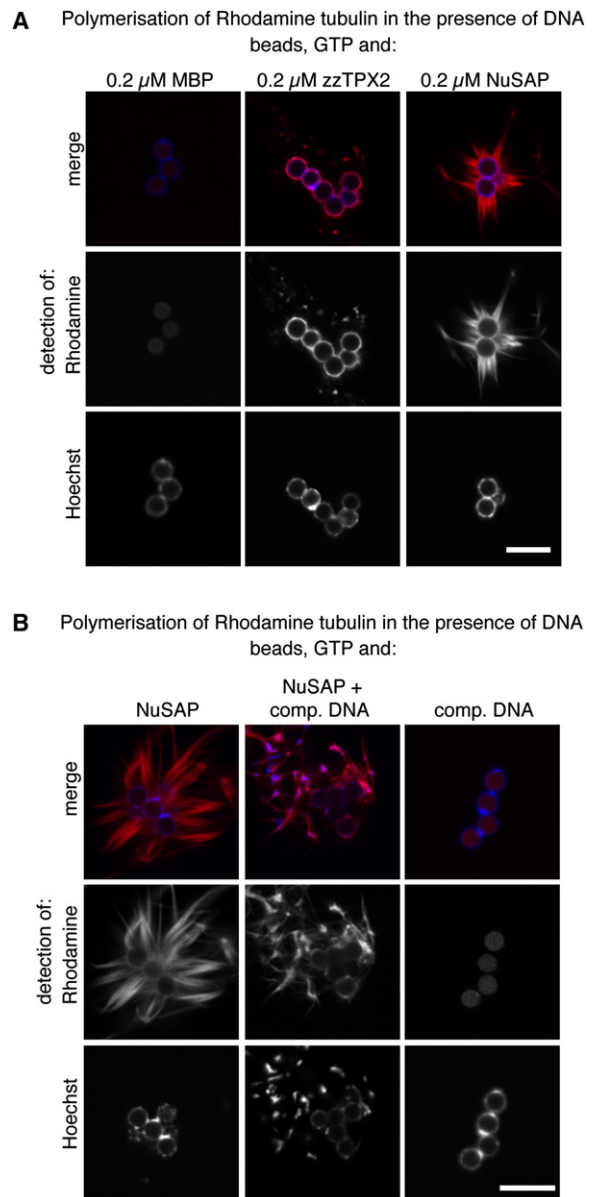 A
Polymerisation of Rhodamine tubulin in the presence of DNA
beads, GTP and:
0.2 µM MBP
0.2 µM zzTPX2
0.2 µM NuSAP
merge
detection of:
Rhodamine
Hoechst
B
Polymerisation of Rhodamine tubulin in the presence of DNA
beads, GTP and:
NuSAP
NuSAP +
comp. DNA
comp. DNA
merge
detection of:
Rhodamine
Hoechst